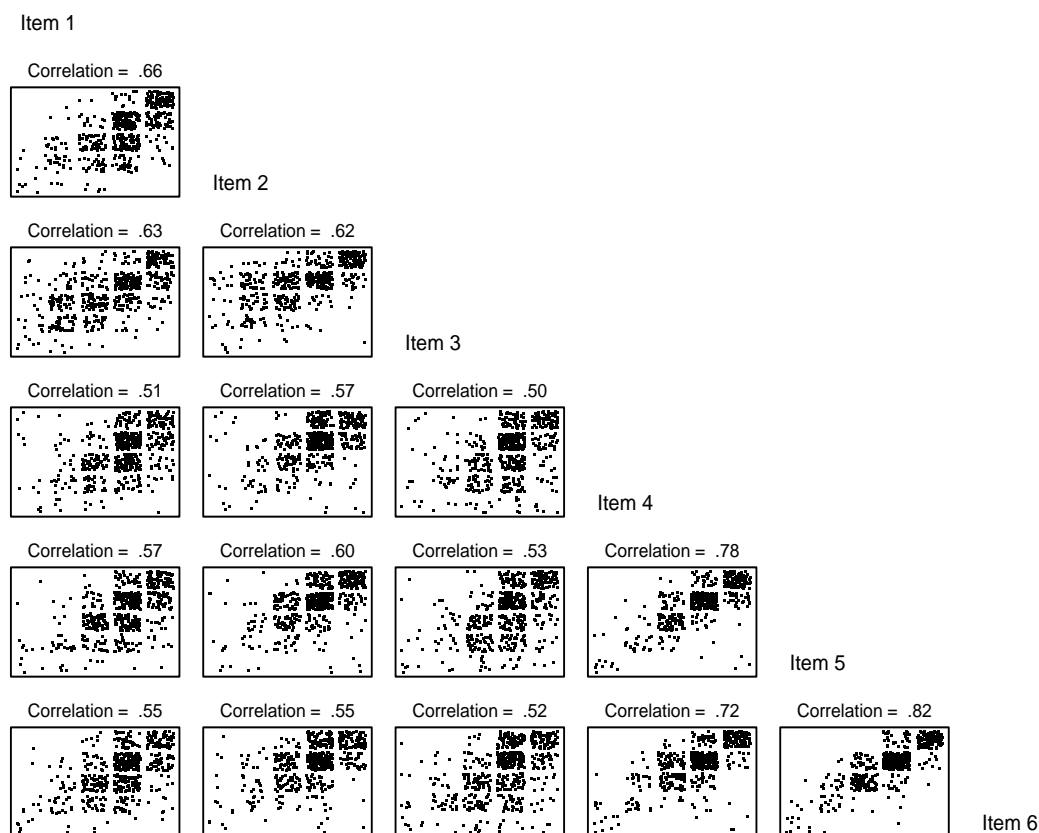 Item 1
Correlation = .66
Item 2
Correlation = .63
Correlation = .62
Item 3
Correlation = .51
Correlation = .57
Correlation = .50
Item 4
Correlation = .57
Correlation = .60
Correlation = .53
Correlation = .78
Item 5
Correlation = .55
Correlation = .55
Correlation = .52
Correlation = .72
Correlation = .82
Item 6